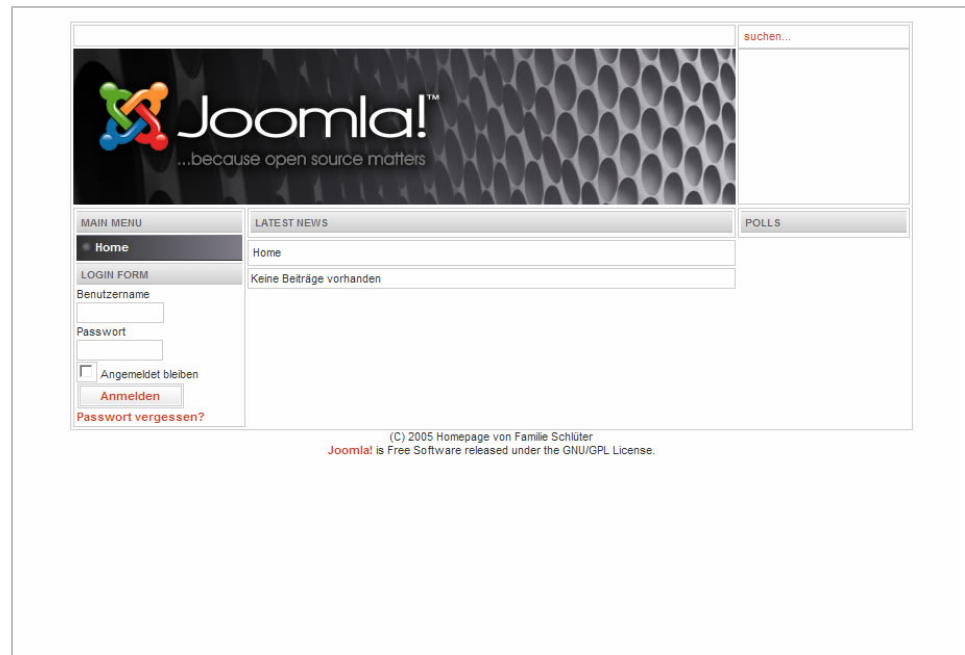 suchen...
Joomla!™
...because open source matters
MAIN MENU
Home
LOGIN FORM
Benutzername
Passwort
Angemeldet bleiben
Anmelden
Passwort vergessen?
LATEST NEWS
Home
Keine Beiträge vorhanden
POLLS
(C) 2005 Homepage von Familie Schlüter
Joomla! is Free Software released under the GNU/GPL License.